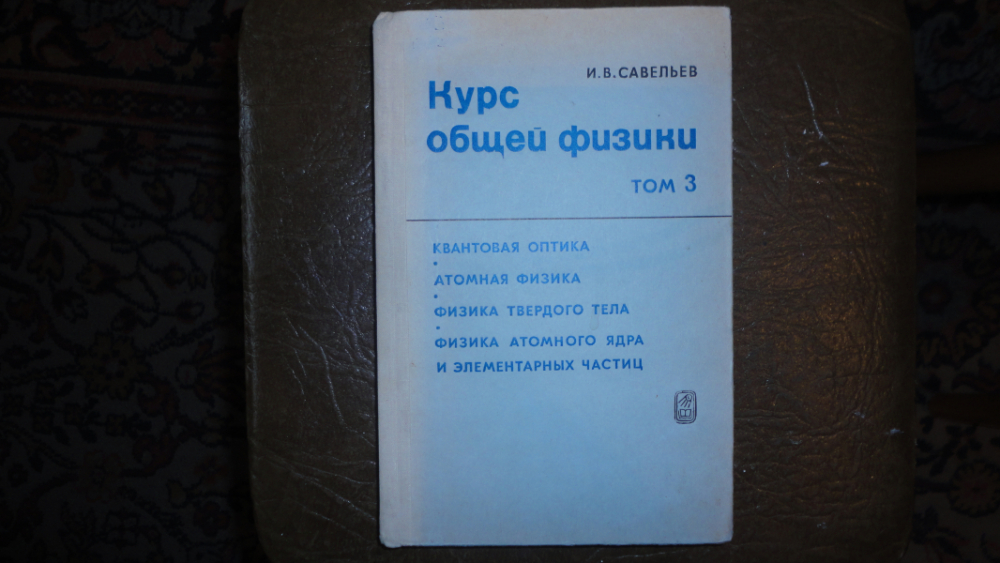 И.В.САВЕЛЬЕВ
Курс
общей физики
ТОМ 3
КВАНТОВАЯ ОПТИКА
•
АТОМНАЯ ФИЗИКА
•
ФИЗИКА ТВЕРДОГО ТЕЛА
•
ФИЗИКА АТОМНОГО ЯДРА
И ЭЛЕМЕНТАРНЫХ ЧАСТИЦ